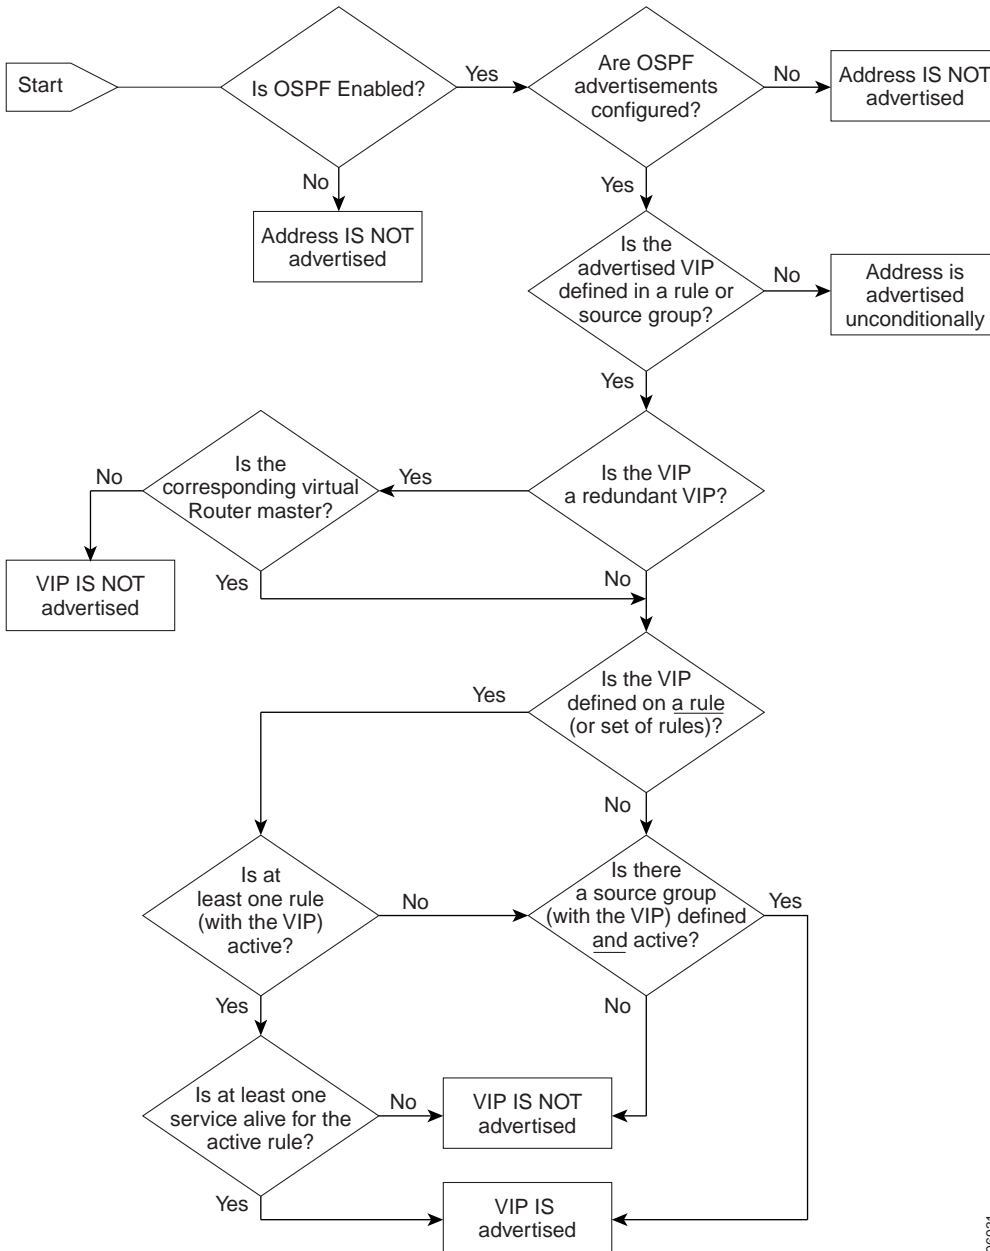 Start
Is OSPF Enabled?
Yes
Are OSPF
advertisements
configured?
No
Address IS NOT
advertised
No
Address IS NOT
advertised
Yes
Is the
advertised VIP
defined in a rule or
source group?
No
Address is
advertised
unconditionally
Yes
Is the VIP
a redundant VIP?
Yes
Is the
corresponding virtual
Router master?
No
VIP IS NOT
advertised
Yes
No
Is the VIP
defined on a rule
(or set of rules)?
Yes
No
Is at
least one rule
(with the VIP)
active?
No
Is there
a source group
(with the VIP) defined
and active?
Yes
Yes
No
Is at least one
service alive for the
active rule?
No
VIP IS NOT
advertised
Yes
VIP IS
advertised